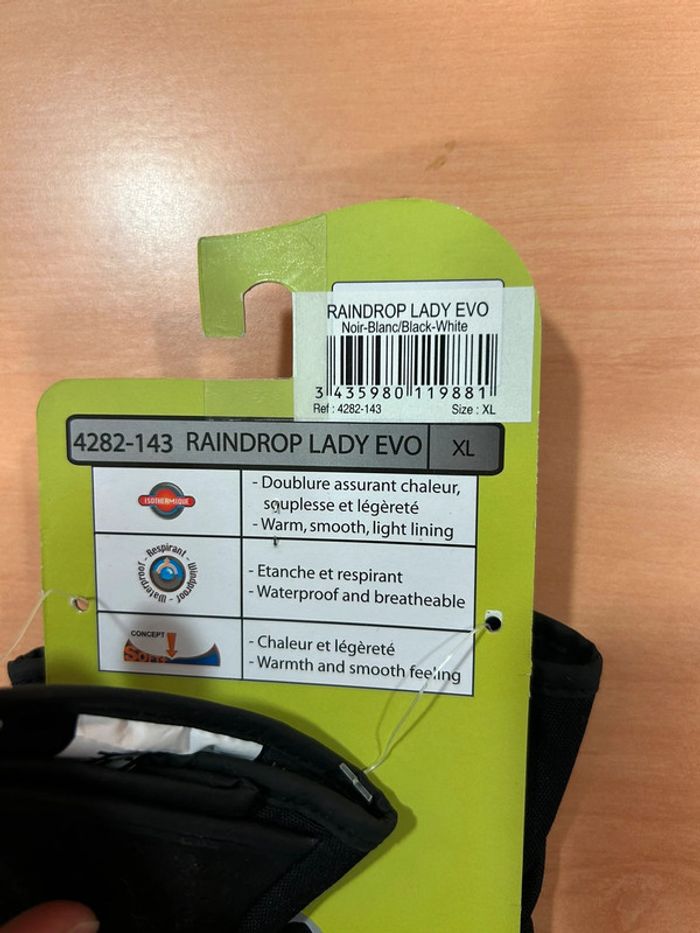 RAINDROP LADY EVO
Noir-Blanc/Black-White
3 435980 119881
Ref : 4282-143 Size : XL
4282-143 RAINDROP LADY EVO XL
ISOTHERMIQUE
- Doublure assurant chaleur,
souplesse et légèreté
- Warm, smooth, light lining
Respirant - Windproof - Waterproof -
- Etanche et respirant
- Waterproof and breatheable
CONCEPT
Soft
- Chaleur et légèreté
- Warmth and smooth feeling